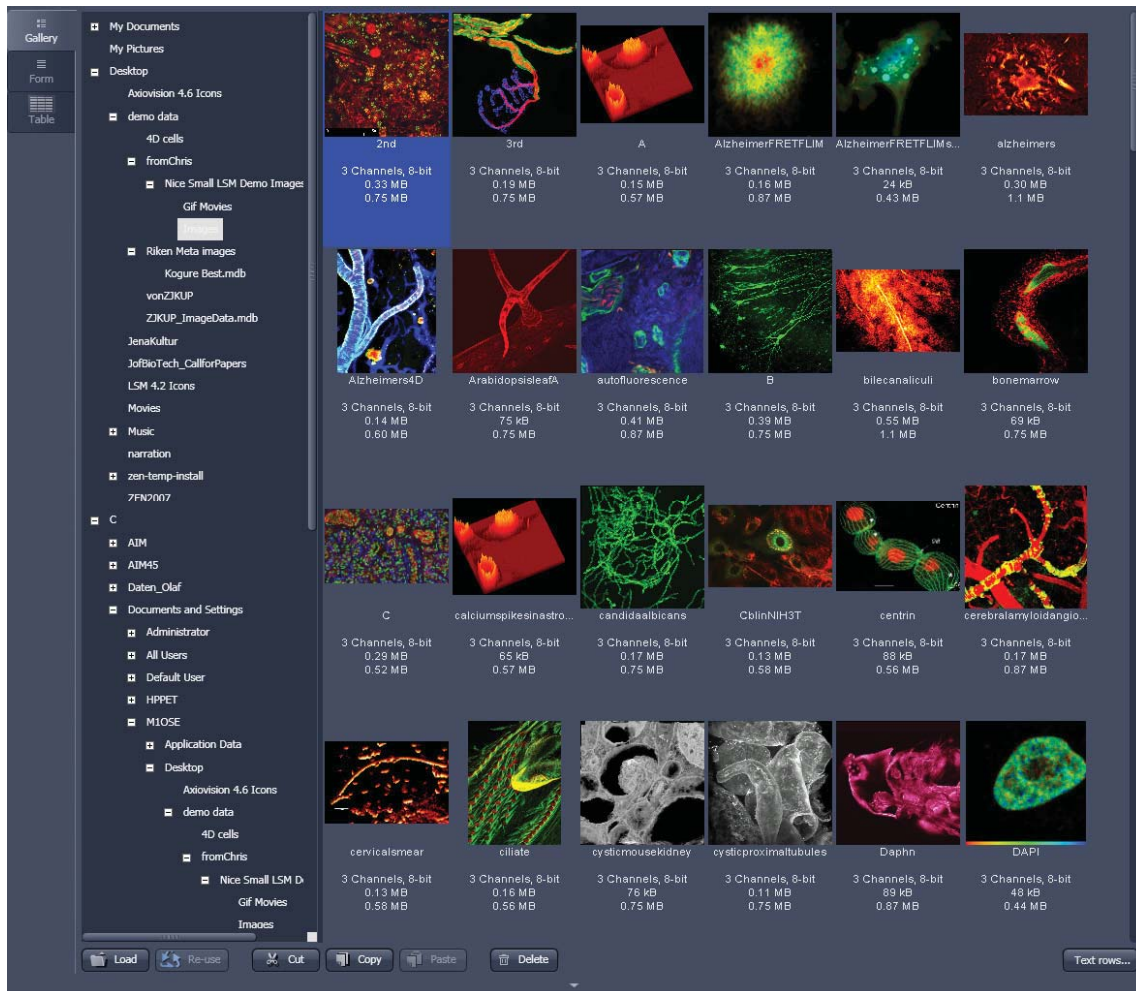 Gallery
Form
Table
My Documents
My Pictures
Desktop
Axiovision 4.6 Icons
demo data
4D cells
fromChris
Nice Small LSM Demo Images
Gif Movies
Images
Riken Meta images
Kogure Best.mdb
vonZJKUP
ZJKUP_ImageData.mdb
JenaKultur
JofBioTech_CallforPapers
LSM 4.2 Icons
Movies
Music
narration
zen-temp-install
ZEN2007
C
AIM
AIM45
Daten_Olaf
Documents and Settings
Administrator
All Users
Default User
HPPET
M1OSE
Application Data
Desktop
Axiovision 4.6 Icons
demo data
4D cells
fromChris
Nice Small LSM D
Gif Movies
Images
2nd
3 Channels, 8-bit
0.33 MB
0.75 MB
3rd
3 Channels, 8-bit
0.19 MB
0.75 MB
A
3 Channels, 8-bit
0.15 MB
0.57 MB
AlzheimerFRETFLIM
3 Channels, 8-bit
0.16 MB
0.87 MB
AlzheimerFRETFLIMs...
3 Channels, 8-bit
24 kB
0.43 MB
alzheimers
3 Channels, 8-bit
0.30 MB
1.1 MB
Alzheimers4D
3 Channels, 8-bit
0.14 MB
0.60 MB
ArabidopsisleafA
3 Channels, 8-bit
75 kB
0.75 MB
autofluorescence
3 Channels, 8-bit
0.41 MB
0.87 MB
B
3 Channels, 8-bit
0.39 MB
0.75 MB
bilecanaliculi
3 Channels, 8-bit
0.55 MB
1.1 MB
bonemarrow
3 Channels, 8-bit
69 kB
0.75 MB
C
3 Channels, 8-bit
0.29 MB
0.52 MB
calciumspikesinastro...
3 Channels, 8-bit
65 kB
0.57 MB
candidaalbicans
3 Channels, 8-bit
0.17 MB
0.75 MB
CblinNIH3T
3 Channels, 8-bit
0.13 MB
0.58 MB
Centrin
centrin
3 Channels, 8-bit
88 kB
0.56 MB
cerebralamyloidangio...
3 Channels, 8-bit
0.17 MB
0.87 MB
cervicalsmear
3 Channels, 8-bit
0.13 MB
0.58 MB
ciliate
3 Channels, 8-bit
0.16 MB
0.56 MB
cysticmousekidney
3 Channels, 8-bit
76 kB
0.75 MB
cysticproximaltubules
3 Channels, 8-bit
0.11 MB
0.75 MB
Daphn
3 Channels, 8-bit
89 kB
0.87 MB
DAPI
3 Channels, 8-bit
48 kB
0.44 MB
Load
Re-use
Cut
Copy
Paste
Delete
Text rows...